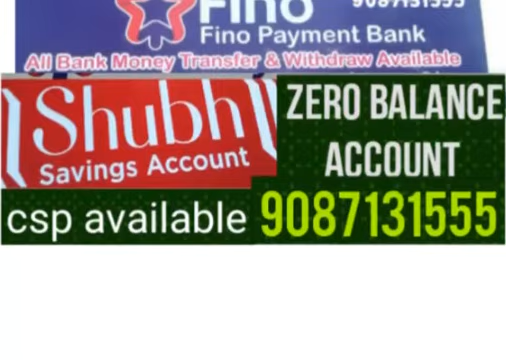 Fino
9087131555
Fino Payment Bank
All Bank Money Transfer & Withdraw Available
Shubh
Savings Account
ZERO BALANCE
ACCOUNT
csp available
9087131555